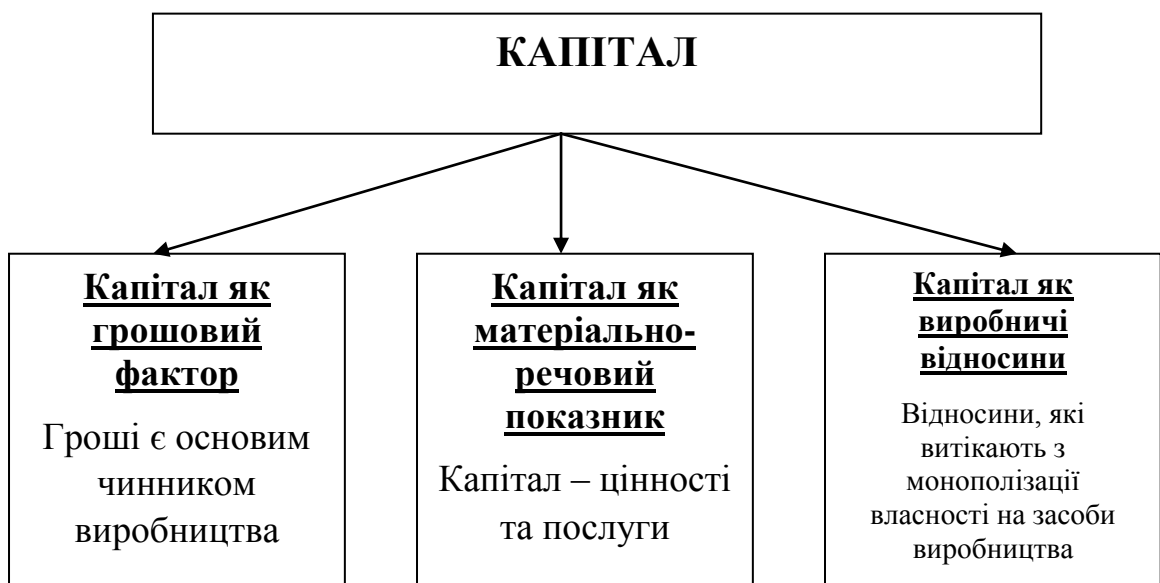 КАПІТАЛ
Капітал як
грошовий
фактор
Гроші є основим
чинником
виробництва
Капітал як
матеріально-
речовий
показник
Капітал – цінності
та послуги
Капітал як
виробничі
відносини
Відносини, які
витікають з
монополізації
власності на засоби
виробництва